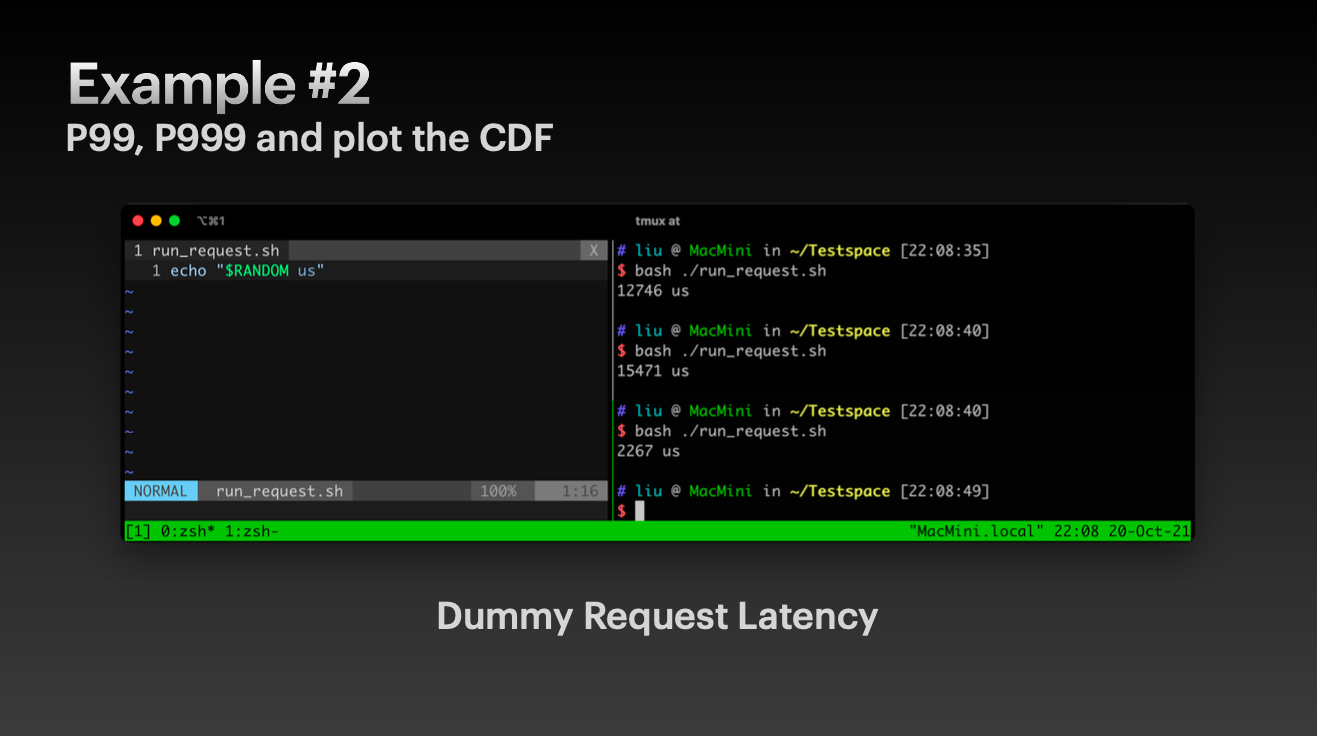 Example #2
P99, P999 and plot the CDF
⌥⌘1
tmux at
1 run_request.sh X
1 echo "$RANDOM us"
~
~
~
~
~
~
~
~
~
~
NORMAL run_request.sh 100% 1:16
# liu @ MacMini in ~/Testspace [22:08:35]
$ bash ./run_request.sh
12746 us
# liu @ MacMini in ~/Testspace [22:08:40]
$ bash ./run_request.sh
15471 us
# liu @ MacMini in ~/Testspace [22:08:40]
$ bash ./run_request.sh
2267 us
# liu @ MacMini in ~/Testspace [22:08:49]
$
[1] 0:zsh* 1:zsh- "MacMini.local" 22:08 20-Oct-21
Dummy Request Latency